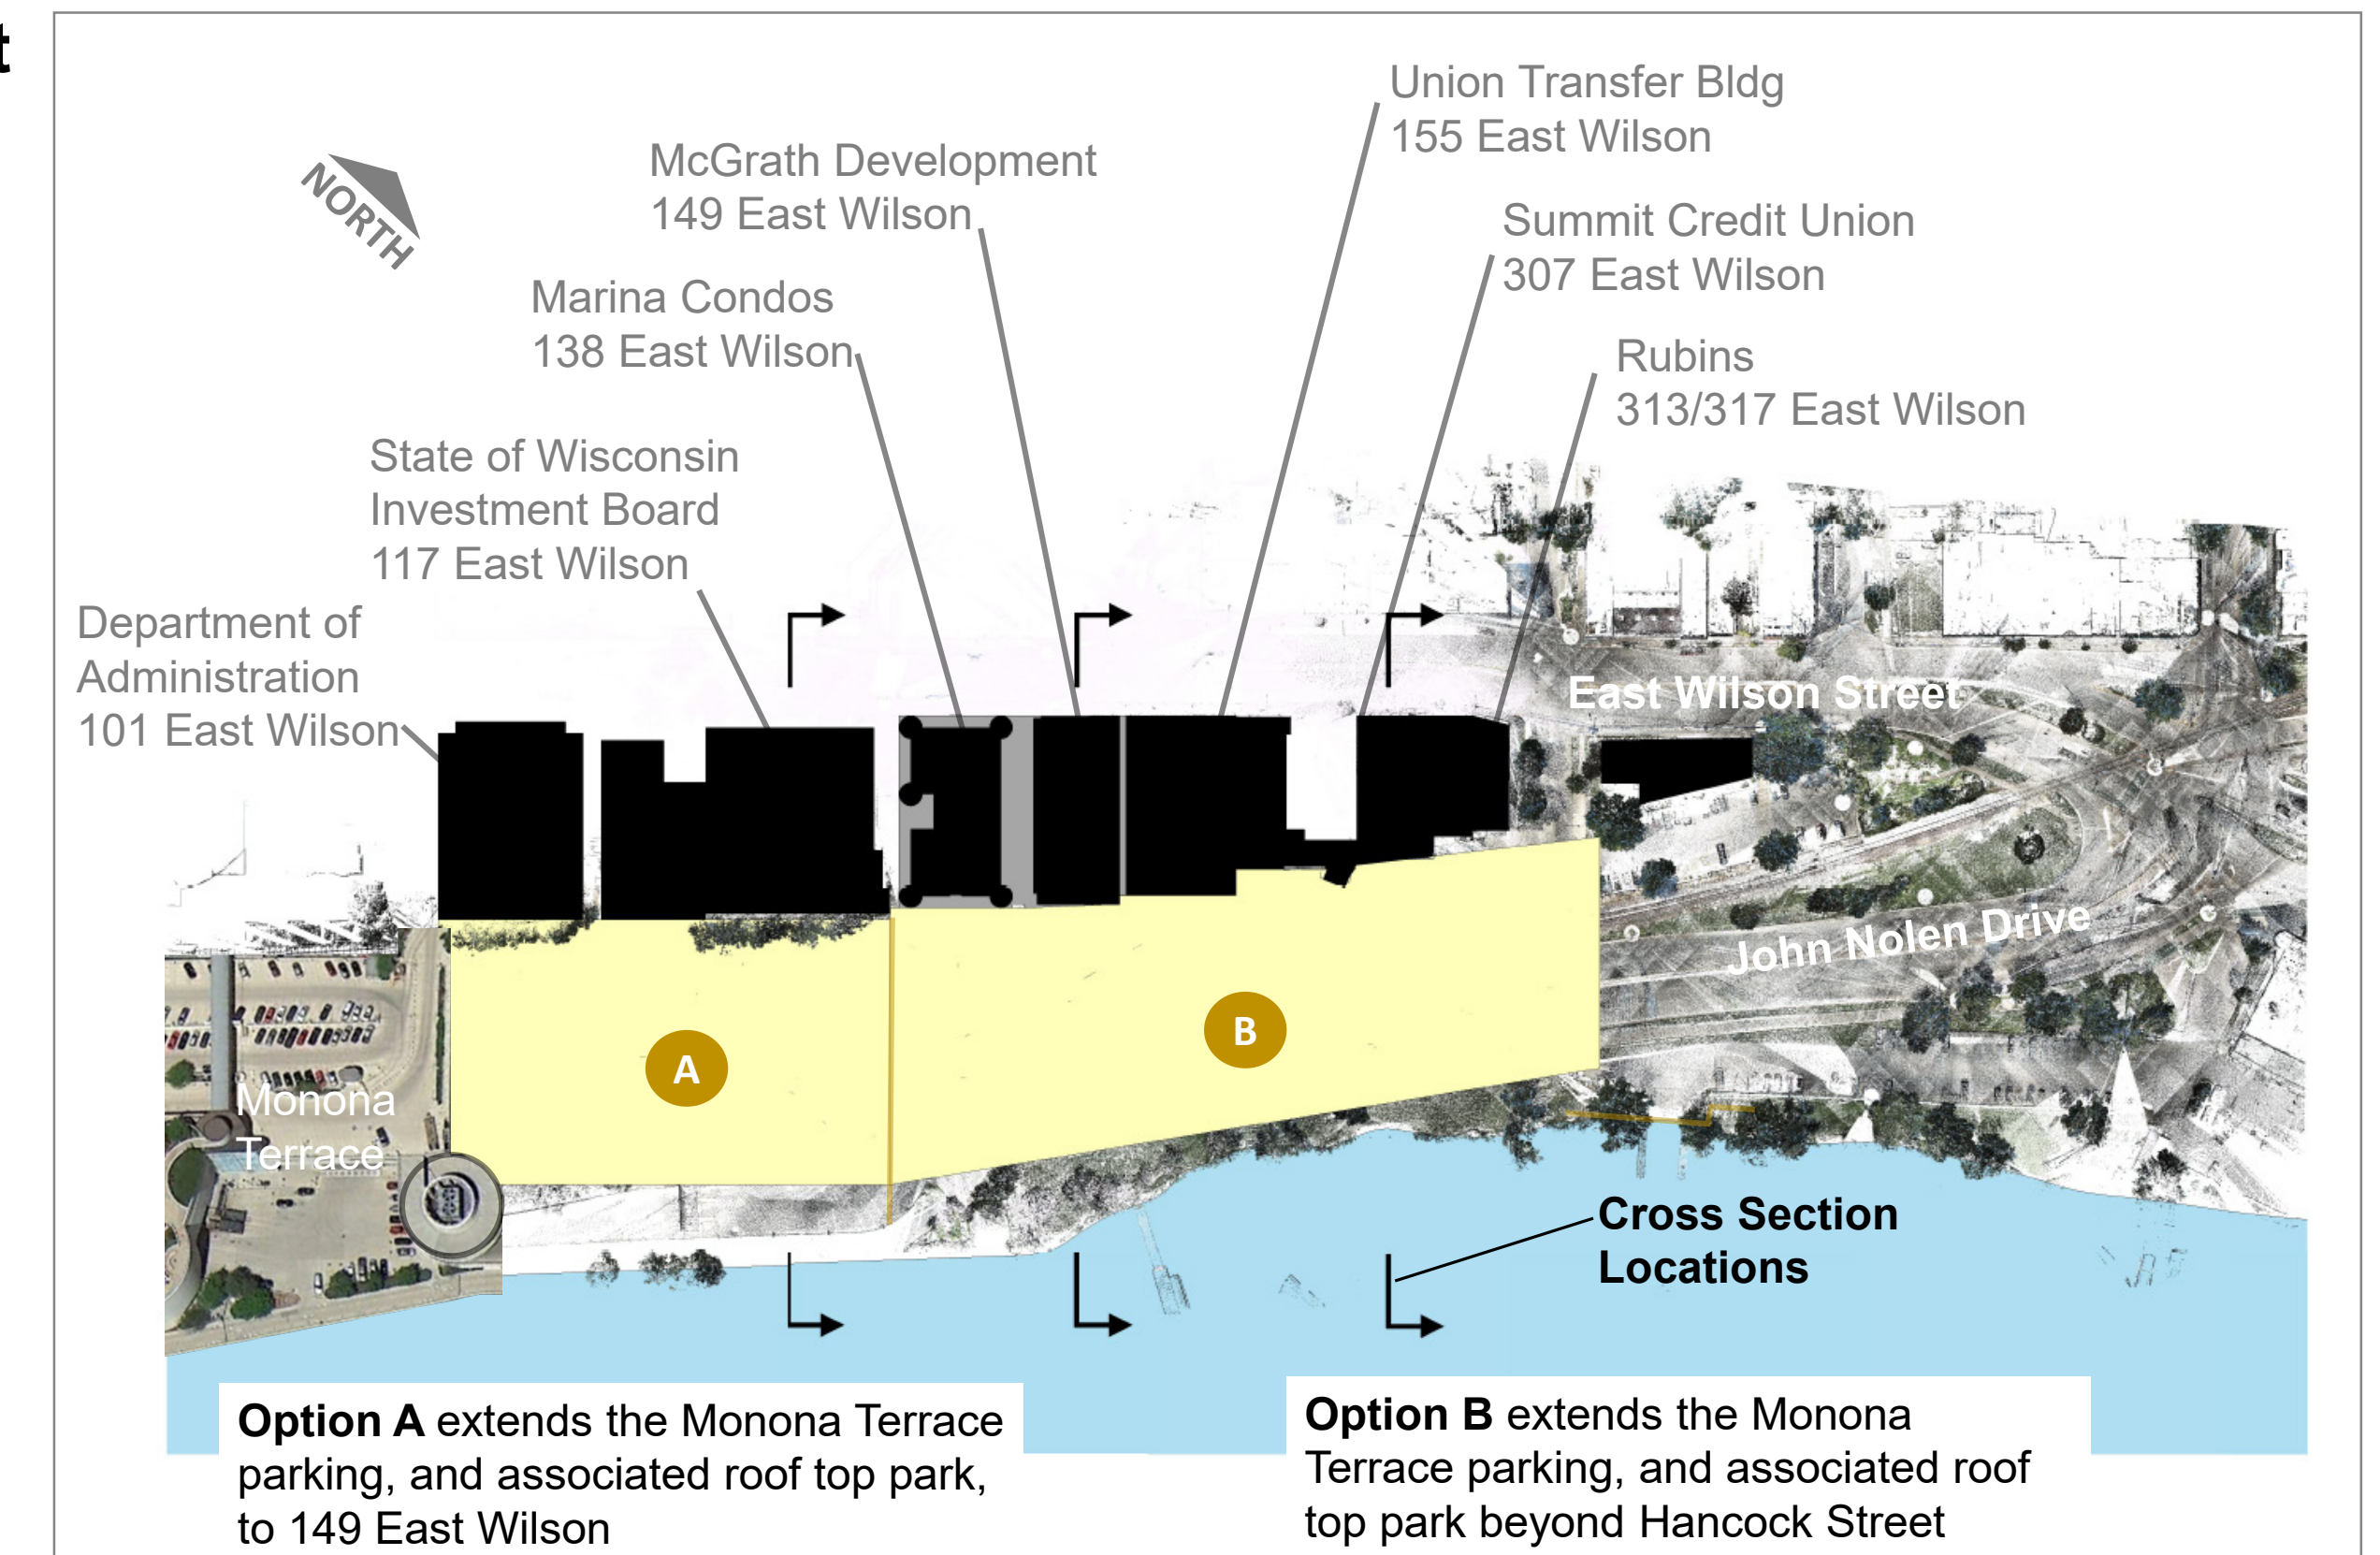 t
Union Transfer Bldg
155 East Wilson
McGrath Development
149 East Wilson
NORTH
Summit Credit Union
307 East Wilson
Marina Condos
138 East Wilson
Rubins
313/317 East Wilson
State of Wisconsin
Investment Board
117 East Wilson
Department of
Administration
101 East Wilson
East Wilson Street
John Nolen Drive
A
B
Monona
Terrace
Cross Section
Locations
Option A extends the Monona Terrace
parking, and associated roof top park,
to 149 East Wilson
Option B extends the Monona
Terrace parking, and associated roof
top park beyond Hancock Street